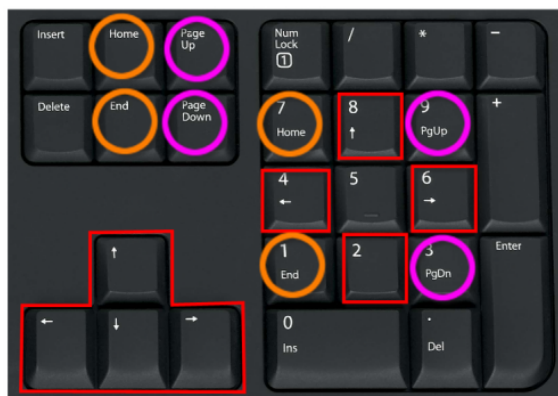 Insert
Home
Page
Up
Delete
End
Page
Down
↑
← ↓ →
Num
Lock
1
/
*
-
7
Home
8
↑
9
PgUp
+
4
←
5
6
→
1
End
2
3
PgDn
Enter
0
Ins
.
Del